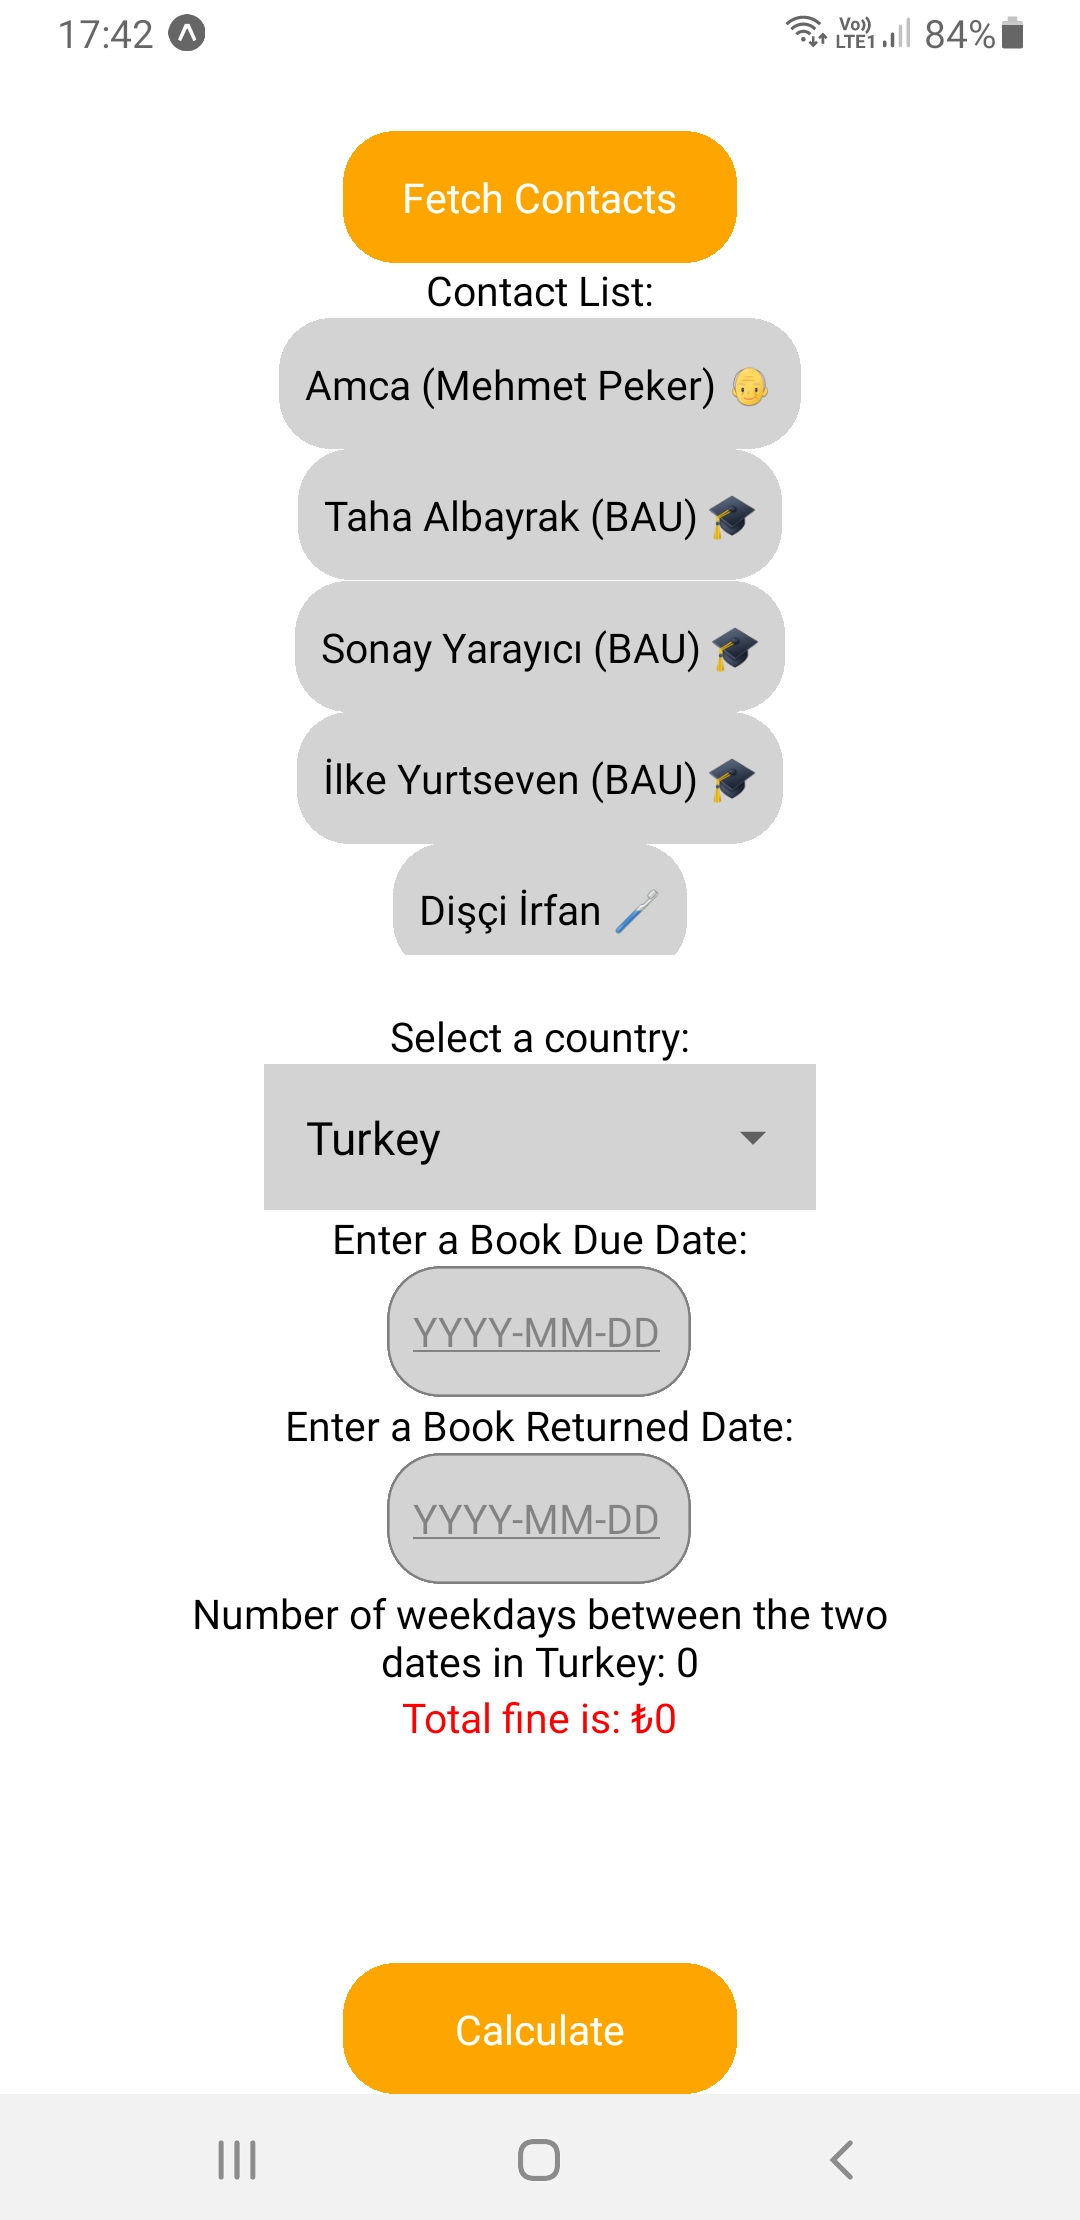 17:42
Vo))
LTE1
84%
Fetch Contacts
Contact List:
Amca (Mehmet Peker) 👴
Taha Albayrak (BAU) 🎓
Sonay Yarayıcı (BAU) 🎓
İlke Yurtseven (BAU) 🎓
Dişçi İrfan 🪥
Select a country:
Turkey
Enter a Book Due Date:
YYYY-MM-DD
Enter a Book Returned Date:
YYYY-MM-DD
Number of weekdays between the two
dates in Turkey: 0
Total fine is: ₺0
Calculate